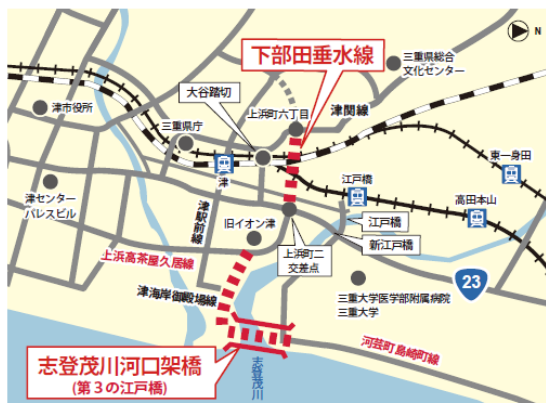 下部田垂水線
N
三重県総合
文化センター
大谷踏切
上浜町六丁目
津関線
津市役所
三重県庁
津
江戸橋
東一身田
高田本山
津センター
パレスビル
津駅前線
旧イオン津
江戸橋
新江戸橋
上浜町二
交差点
上浜高茶屋久居線
23
津海岸御殿場線
三重大学医学部附属病院
三重大学
河芸町島崎町線
志登茂川河口架橋
(第３の江戸橋)
志登茂川